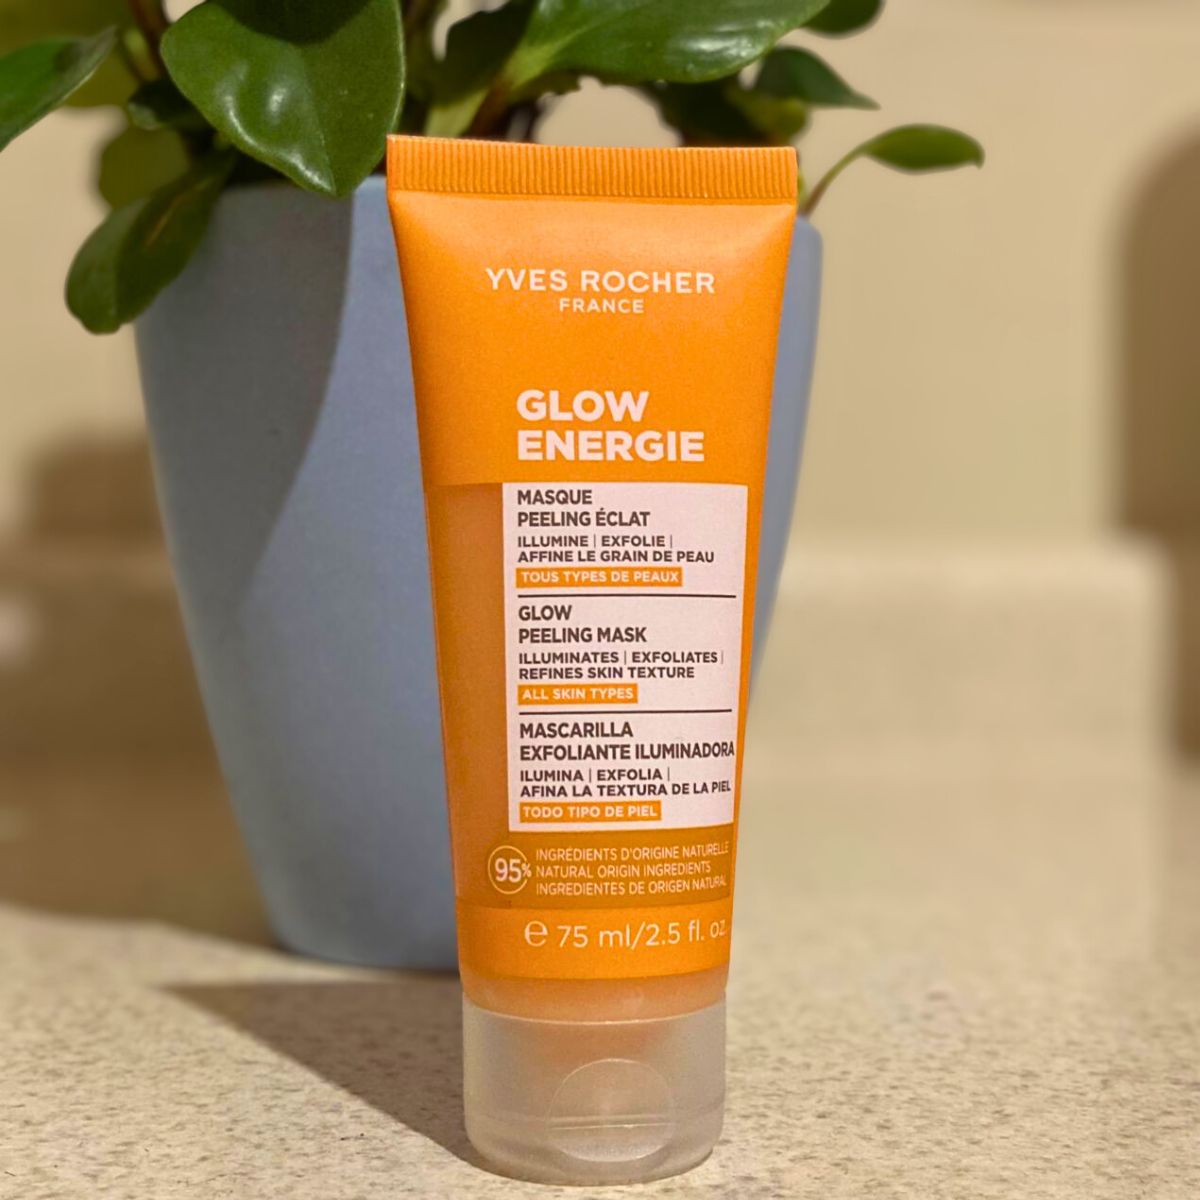 YVES ROCHER
FRANCE
GLOW
ENERGIE
MASQUE
PEELING ÉCLAT
ILLUMINE | EXFOLIE |
AFFINE LE GRAIN DE PEAU
TOUS TYPES DE PEAUX
GLOW
PEELING MASK
ILLUMINATES | EXFOLIATES |
REFINES SKIN TEXTURE
ALL SKIN TYPES
MASCARILLA
EXFOLIANTE ILUMINADORA
ILUMINA | EXFOLIA |
AFINA LA TEXTURA DE LA PIEL
TODO TIPO DE PIEL
95%
INGRÉDIENTS D'ORIGINE NATURELLE
NATURAL ORIGIN INGREDIENTS
INGREDIENTES DE ORIGEN NATURAL
℮ 75 ml/2.5 fl. oz